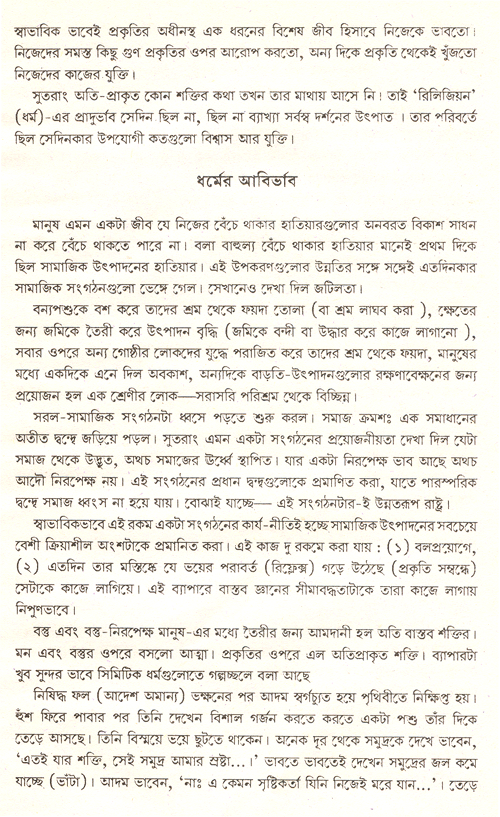 স্বাভাবিক ভাবেই প্রকৃতির অধীনস্থ এক ধরনের বিশেষ জীব হিসাবে নিজেকে ভাবতো।
নিজেদের সমস্ত কিছু গুণ প্রকৃতির ওপর আরোপ করতো, অন্য দিকে প্রকৃতি থেকেই খুঁজতো
নিজেদের কাজের যুক্তি।
সুতরাং অতি-প্রাকৃত কোন শক্তির কথা তখন তার মাথায় আসে নি। তাই ‘রিলিজিয়ন’
(ধর্ম)-এর প্রাদুর্ভাব সেদিন ছিল না, ছিল না ব্যাখ্যা সর্বস্ব দর্শনের উৎপাত । তার পরিবর্তে
ছিল সেদিনকার উপযোগী কতগুলো বিশ্বাস আর যুক্তি।
ধর্মের আবির্ভাব
মানুষ এমন একটা জীব যে নিজের বেঁচে থাকার হাতিয়ারগুলোর অনবরত বিকাশ সাধন
না করে বেঁচে থাকতে পারে না। বলা বাহুল্য বেঁচে থাকার হাতিয়ার মানেই প্রথম দিকে
ছিল সামাজিক উৎপাদনের হাতিয়ার। এই উপকরণগুলোর উন্নতির সঙ্গে সঙ্গেই এতদিনকার
সামাজিক সংগঠনগুলো ভেঙ্গে গেল। সেখানেও দেখা দিল জটিলতা।
বন্যপশুকে বশ করে তাদের শ্রম থেকে ফয়দা তোলা (বা শ্রম লাঘব করা ), ক্ষেতের
জন্য জমিকে তৈরী করে উৎপাদন বৃদ্ধি (জমিকে বন্দী বা উদ্ধার করে কাজে লাগানো ),
সবার ওপরে অন্য গোষ্ঠীর লোকদের যুদ্ধে পরাজিত করে তাদের শ্রম থেকে ফয়দা, মানুষের
মধ্যে একদিকে এনে দিল অবকাশ, অন্যদিকে বাড়তি-উৎপাদনগুলোর রক্ষণাবেক্ষনের জন্য
প্রয়োজন হল এক শ্রেণীর লোক—সরাসরি পরিশ্রম থেকে বিচ্ছিন্ন।
সরল-সামাজিক সংগঠনটা ধ্বসে পড়তে শুরু করল। সমাজ ক্রমশঃ এক সমাধানের
অতীত দ্বন্দ্বে জড়িয়ে পড়ল। সুতরাং এমন একটা সংগঠনের প্রয়োজনীয়তা দেখা দিল যেটা
সমাজ থেকে উদ্ভূত, অথচ সমাজের ঊর্ধ্বে স্থাপিত। যার একটা নিরপেক্ষ ভাব আছে অথচ
আদৌ নিরপেক্ষ নয়। এই সংগঠনের প্রধান দ্বন্দ্বগুলোকে প্রমাণিত করা, যাতে পারস্পরিক
দ্বন্দ্বে সমাজ ধ্বংস না হয়ে যায়। বোঝাই যাচ্ছে— এই সংগঠনটার-ই উন্নতরূপ রাষ্ট্র।
স্বাভাবিকভাবে এই রকম একটা সংগঠনের কার্য-নীতিই হচ্ছে সামাজিক উৎপাদনের সবচেয়ে
বেশী ক্রিয়াশীল অংশটাকে প্রমানিত করা। এই কাজ দু রকমে করা যায় : (১) বলপ্রয়োগে,
(২) এতদিন তার মস্তিষ্কে যে ভয়ের পরাবর্ত (রিফ্লেক্স) গড়ে উঠেছে (প্রকৃতি সম্বন্ধে)
সেটাকে কাজে লাগিয়ে। এই ব্যাপারে বাস্তব জ্ঞানের সীমাবদ্ধতাটাকে তারা কাজে লাগায়
নিপুণভাবে।
বস্তু এবং বস্তু-নিরপেক্ষ মানুষ-এর মধ্যে তৈরীর জন্য আমদানী হল অতি বাস্তব শক্তির।
মন এবং বস্তুর ওপরে বসলো আত্মা। প্রকৃতির ওপরে এল অতিপ্রাকৃত শক্তি। ব্যাপারটা
খুব সুন্দর ভাবে সিমিটিক ধর্মগুলোতে গল্পচ্ছলে বলা আছে
নিষিদ্ধ ফল (আদেশ অমান্য) ভক্ষনের পর আদম স্বর্গচ্যুত হয়ে পৃথিবীতে নিক্ষিপ্ত হয়।
হুঁশ ফিরে পাবার পর তিনি দেখেন বিশাল গর্জন করতে করতে একটা পশু তাঁর দিকে
তেড়ে আসছে। তিনি বিস্ময়ে ভয়ে ছুটতে থাকেন। অনেক দূর থেকে সমুদ্রকে দেখে ভাবেন,
‘এতই যার শক্তি, সেই সমুদ্র আমার স্রষ্টা...।’ ভাবতে ভাবতেই দেখেন সমুদ্রের জল কমে
যাচ্ছে (ভাঁটা)। আদম ভাবেন, ‘নাঃ এ কেমন সৃষ্টিকর্তা যিনি নিজেই মরে যান...’। তেড়ে